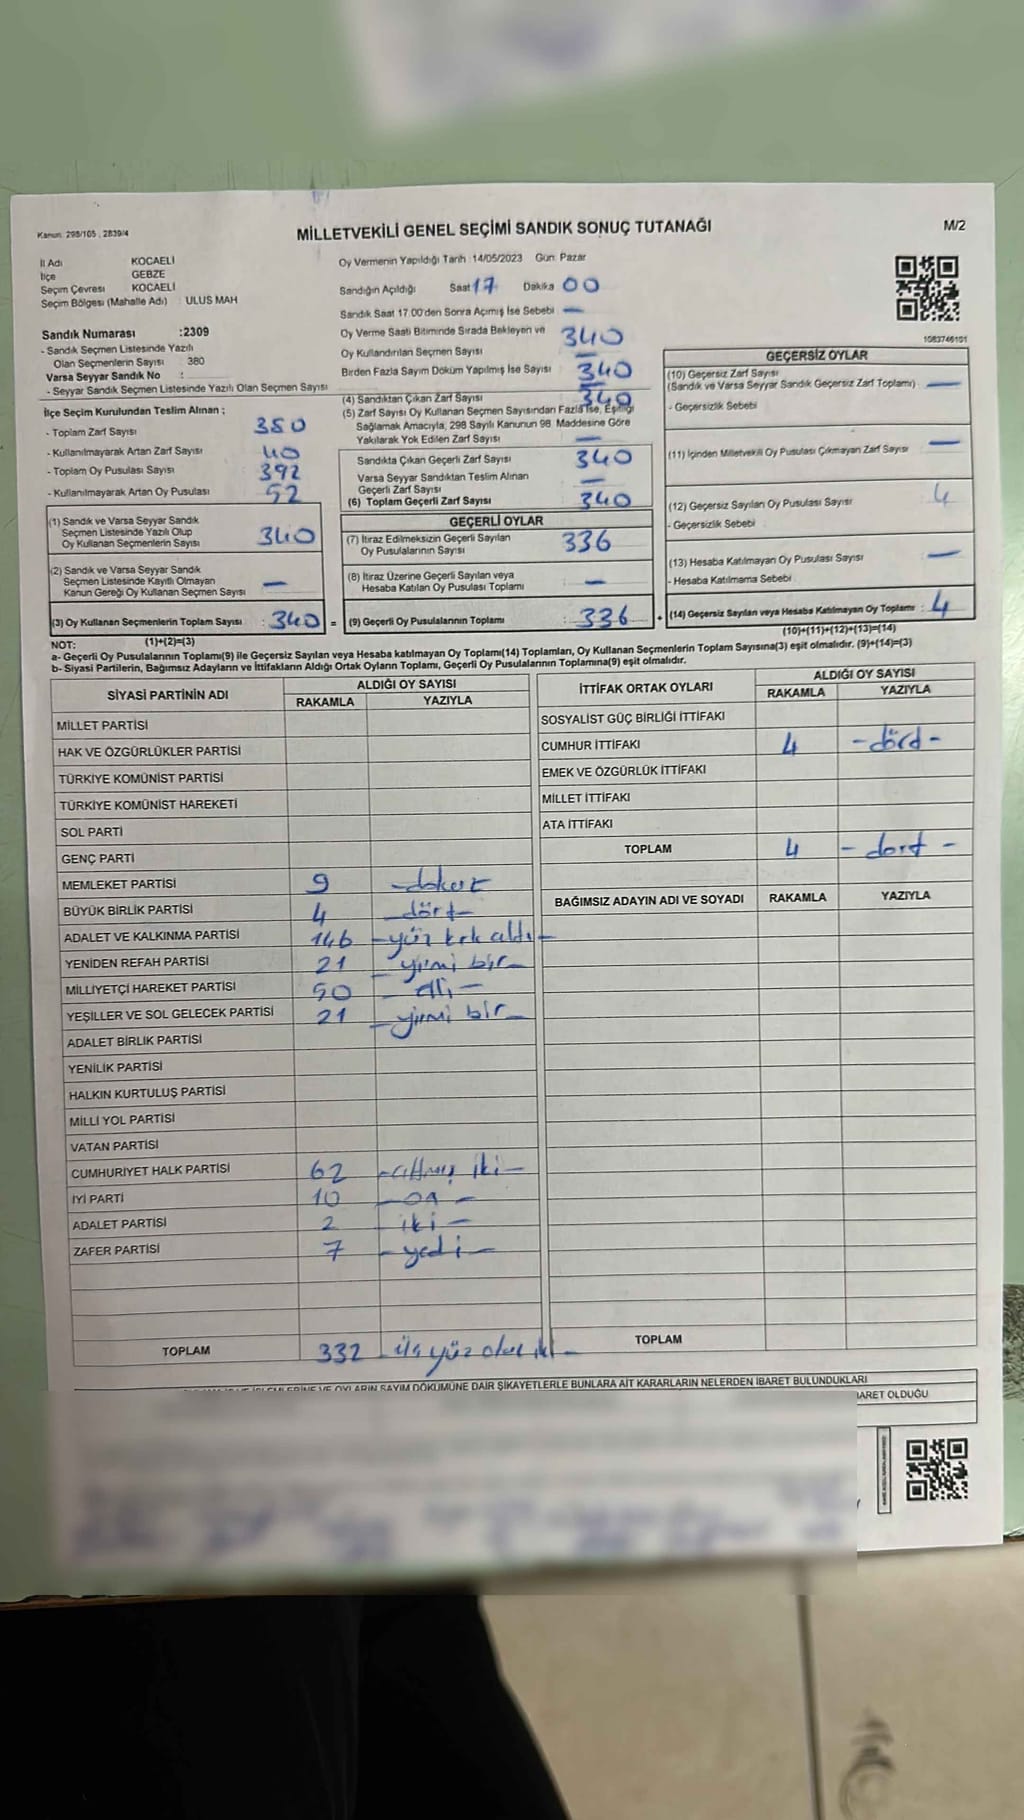 Kanun: 298/105 , 2839/4
MİLLETVEKİLİ GENEL SEÇİMİ SANDIK SONUÇ TUTANAĞI
M/2
İl Adı KOCAELİ
İlçe GEBZE
Seçim Çevresi KOCAELİ
Seçim Bölgesi (Mahalle Adı) : ULUS MAH
Sandık Numarası :2309
- Sandık Seçmen Listesinde Yazılı
Olan Seçmenlerin Sayısı 380
Varsa Seyyar Sandık No :
- Seyyar Sandık Seçmen Listesinde Yazılı Olan Seçmen Sayısı :
Oy Vermenin Yapıldığı Tarih :14/05/2023 Gün: Pazar
Sandığın Açıldığı Saat 17 Dakika 00
Sandık Saat 17.00'den Sonra Açımış İse Sebebi —
Oy Verme Saati Bitiminde Sırada Bekleyen ve
Oy Kullandırılan Seçmen Sayısı 340
Birden Fazla Sayım Döküm Yapılmış İse Sayısı 340
1083746101
İlçe Seçim Kurulundan Teslim Alınan ;
- Toplam Zarf Sayısı 380
- Kullanılmayarak Artan Zarf Sayısı 40
- Toplam Oy Pusulası Sayısı 392
- Kullanılmayarak Artan Oy Pusulası 52
(4) Sandıktan Çıkan Zarf Sayısı 340
(5) Zarf Sayısı Oy Kullanan Seçmen Sayısından Fazla İse, Eşitliği
Sağlamak Amacıyla, 298 Sayılı Kanunun 98. Maddesine Göre
Yakılarak Yok Edilen Zarf Sayısı —
Sandıkta Çıkan Geçerli Zarf Sayısı 340
Varsa Seyyar Sandıktan Teslim Alınan
Geçerli Zarf Sayısı —
(6) Toplam Geçerli Zarf Sayısı 340
(1) Sandık ve Varsa Seyyar Sandık
Seçmen Listesinde Yazılı Olup
Oy Kullanan Seçmenlerin Sayısı 340
(2) Sandık ve Varsa Seyyar Sandık
Seçmen Listesinde Kayıtlı Olmayan
Kanun Gereği Oy Kullanan Seçmen Sayısı —
(3) Oy Kullanan Seçmenlerin Toplam Sayısı : 340 =
GEÇERLİ OYLAR
(7) İtiraz Edilmeksizin Geçerli Sayılan
Oy Pusulalarının Sayısı 336
(8) İtiraz Üzerine Geçerli Sayılan veya
Hesaba Katılan Oy Pusulası Toplamı —
(9) Geçerli Oy Pusulalarının Toplamı : 336 +
GEÇERSİZ OYLAR
(10) Geçersiz Zarf Sayısı
(Sandık ve Varsa Seyyar Sandık Geçersiz Zarf Toplamı) —
- Geçersizlik Sebebi
(11) İçinden Milletvekili Oy Pusulası Çıkmayan Zarf Sayısı —
(12) Geçersiz Sayılan Oy Pusulası Sayısı 4
- Geçersizlik Sebebi
(13) Hesaba Katılmayan Oy Pusulası Sayısı —
- Hesaba Katılmama Sebebi
(14) Geçersiz Sayılan veya Hesaba Katılmayan Oy Toplamı : 4
NOT: (1)+(2)=(3) (10)+(11)+(12)+(13)=(14)
a- Geçerli Oy Pusulalarının Toplamı(9) ile Geçersiz Sayılan veya Hesaba katılmayan Oy Toplamı(14) Toplamları, Oy Kullanan Seçmenlerin Toplam Sayısına(3) eşit olmalıdır. (9)+(14)=(3)
b- Siyasi Partilerin, Bağımsız Adayların ve İttifakların Aldığı Ortak Oyların Toplamı, Geçerli Oy Pusulalarının Toplamına(9) eşit olmalıdır.
SİYASİ PARTİNİN ADI ALDIĞI OY SAYISI
RAKAMLA YAZIYLA
MİLLET PARTİSİ
HAK VE ÖZGÜRLÜKLER PARTİSİ
TÜRKİYE KOMÜNİST PARTİSİ
TÜRKİYE KOMÜNİST HAREKETİ
SOL PARTİ
GENÇ PARTİ
MEMLEKET PARTİSİ 9 -dokuz
BÜYÜK BİRLİK PARTİSİ 4 -dört-
ADALET VE KALKINMA PARTİSİ 146 -yüz kırk altı-
YENİDEN REFAH PARTİSİ 21 -yirmi bir-
MİLLİYETÇİ HAREKET PARTİSİ 50 -elli-
YEŞİLLER VE SOL GELECEK PARTİSİ 21 -yirmi bir-
ADALET BİRLİK PARTİSİ
YENİLİK PARTİSİ
HALKIN KURTULUŞ PARTİSİ
MİLLİ YOL PARTİSİ
VATAN PARTİSİ
CUMHURİYET HALK PARTİSİ 62 -altmış iki-
İYİ PARTİ 10 -on-
ADALET PARTİSİ 2 -iki-
ZAFER PARTİSİ 7 -yedi-
TOPLAM 332 -üç yüz otuz iki-
İTTİFAK ORTAK OYLARI ALDIĞI OY SAYISI
RAKAMLA YAZIYLA
SOSYALİST GÜÇ BİRLİĞİ İTTİFAKI
CUMHUR İTTİFAKI 4 -dörd-
EMEK VE ÖZGÜRLÜK İTTİFAKI
MİLLET İTTİFAKI
ATA İTTİFAKI
TOPLAM 4 - dort -
BAĞIMSIZ ADAYIN ADI VE SOYADI RAKAMLA YAZIYLA
TOPLAM
OYLARIN SAYIM DÖKÜMÜNE DAİR ŞİKAYETLERLE BUNLARA AİT KARARLARIN NELERDEN İBARET BULUNDUKLARI
İBARET OLDUĞU